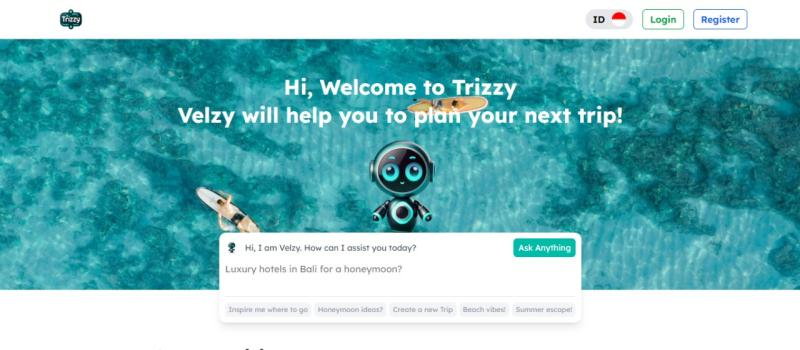 Trizzy
ID
Login
Register
Hi, Welcome to Trizzy
Velzy will help you to plan your next trip!
Hi, I am Velzy. How can I assist you today?
Ask Anything
Luxury hotels in Bali for a honeymoon?
Inspire me where to go
Honeymoon ideas?
Create a new Trip
Beach vibes!
Summer escape!